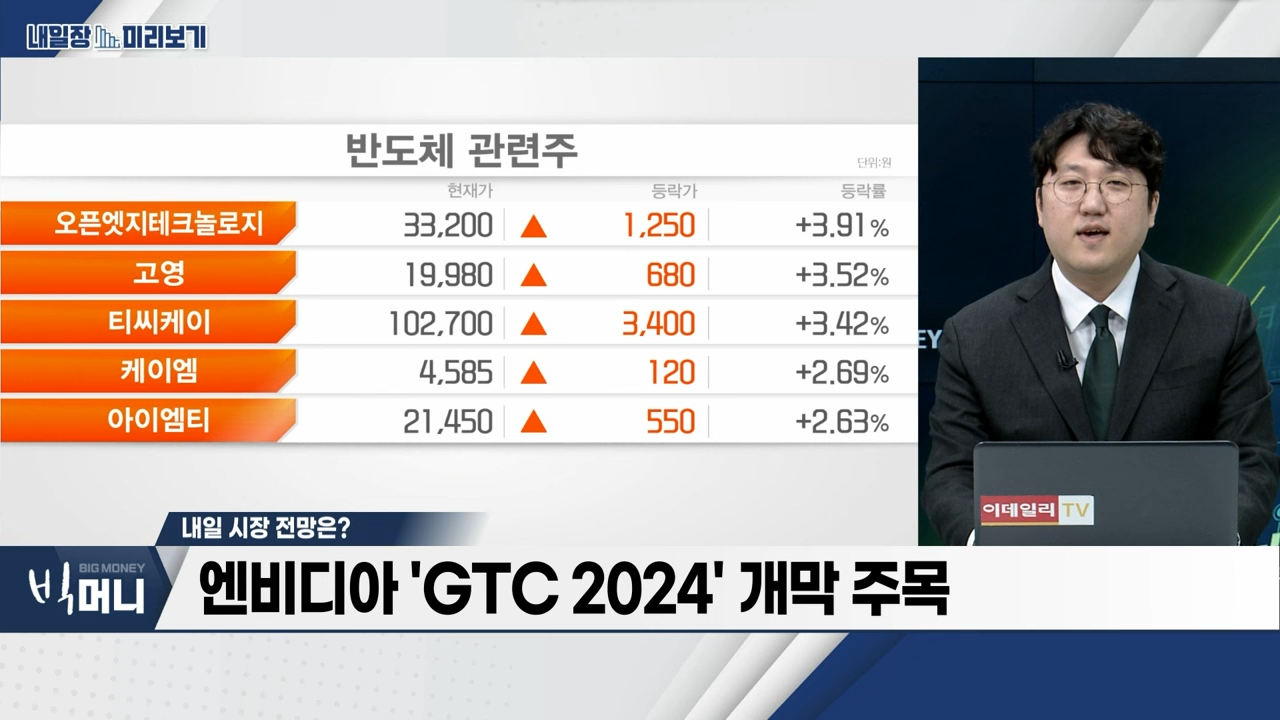 내일장 미리보기
반도체 관련주
단위:원
현재가 등락가 등락률
오픈엣지테크놀로지 33,200 ▲ 1,250 +3.91%
고영 19,980 ▲ 680 +3.52%
티씨케이 102,700 ▲ 3,400 +3.42%
케이엠 4,585 ▲ 120 +2.69%
아이엠티 21,450 ▲ 550 +2.63%
EY
이데일리 TV
내일 시장 전망은?
BIG MONEY
빅머니
엔비디아 'GTC 2024' 개막 주목